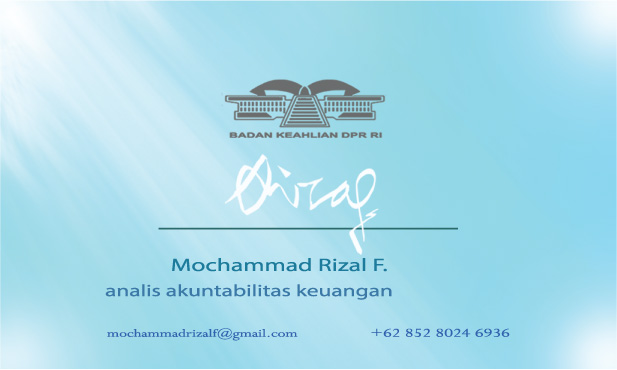 BADAN KEAHLIAN DPR RI
Mochammad Rizal F.
analis akuntabilitas keuangan
mochammadrizalf@gmail.com +62 852 8024 6936